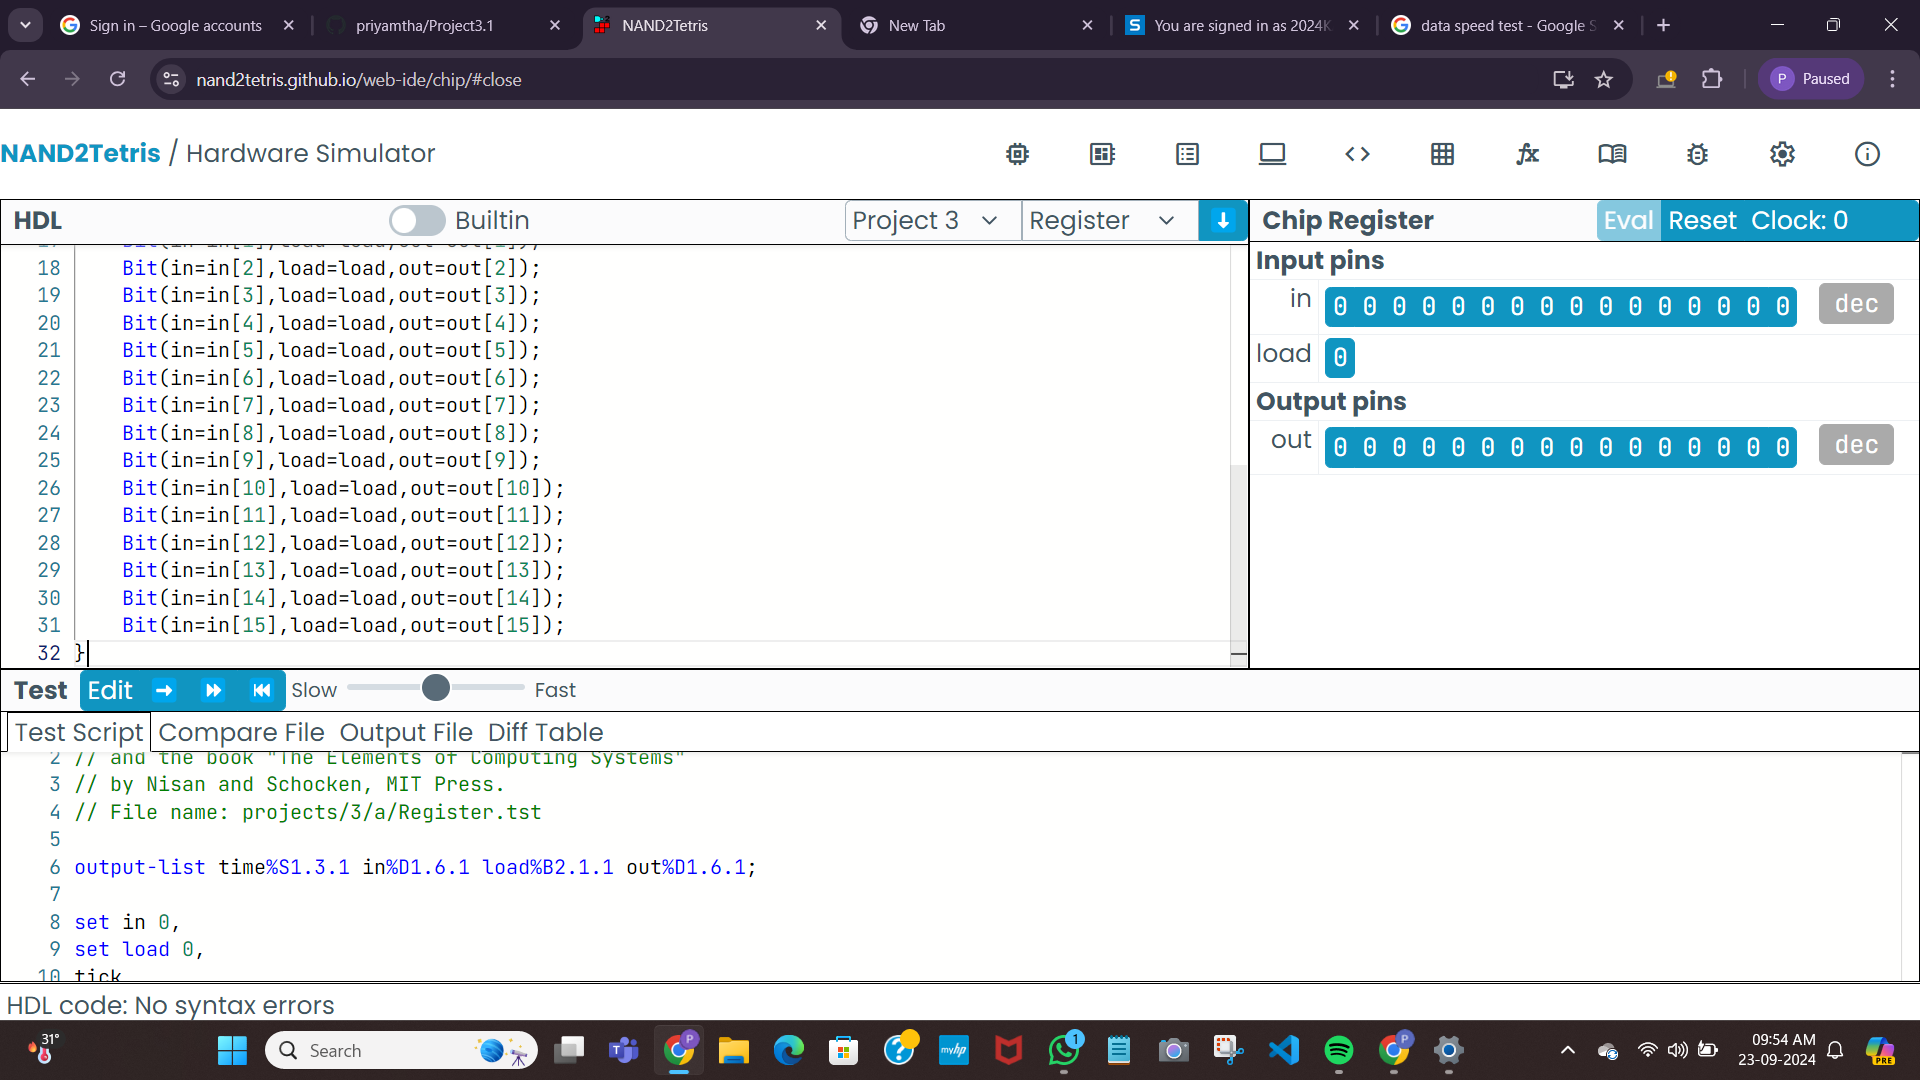 Sign in – Google accounts
priyamtha/Project3.1
NAND2Tetris
New Tab
You are signed in as 2024K
data speed test - Google S
nand2tetris.github.io/web-ide/chip/#close
P Paused
NAND2Tetris / Hardware Simulator
HDL
Builtin
Project 3
Register
Chip Register
Eval Reset Clock: 0
18 Bit(in=in[2],load=load,out=out[2]);
19 Bit(in=in[3],load=load,out=out[3]);
20 Bit(in=in[4],load=load,out=out[4]);
21 Bit(in=in[5],load=load,out=out[5]);
22 Bit(in=in[6],load=load,out=out[6]);
23 Bit(in=in[7],load=load,out=out[7]);
24 Bit(in=in[8],load=load,out=out[8]);
25 Bit(in=in[9],load=load,out=out[9]);
26 Bit(in=in[10],load=load,out=out[10]);
27 Bit(in=in[11],load=load,out=out[11]);
28 Bit(in=in[12],load=load,out=out[12]);
29 Bit(in=in[13],load=load,out=out[13]);
30 Bit(in=in[14],load=load,out=out[14]);
31 Bit(in=in[15],load=load,out=out[15]);
32 }
Input pins
in 0 0 0 0 0 0 0 0 0 0 0 0 0 0 0 0 dec
load 0
Output pins
out 0 0 0 0 0 0 0 0 0 0 0 0 0 0 0 0 dec
Test Edit Slow Fast
Test Script Compare File Output File Diff Table
2 // and the book "The Elements of Computing Systems"
3 // by Nisan and Schocken, MIT Press.
4 // File name: projects/3/a/Register.tst
5
6 output-list time%S1.3.1 in%D1.6.1 load%B2.1.1 out%D1.6.1;
7
8 set in 0,
9 set load 0,
10 tick
HDL code: No syntax errors
31°
Search
myhp
1
PRE
09:54 AM
23-09-2024